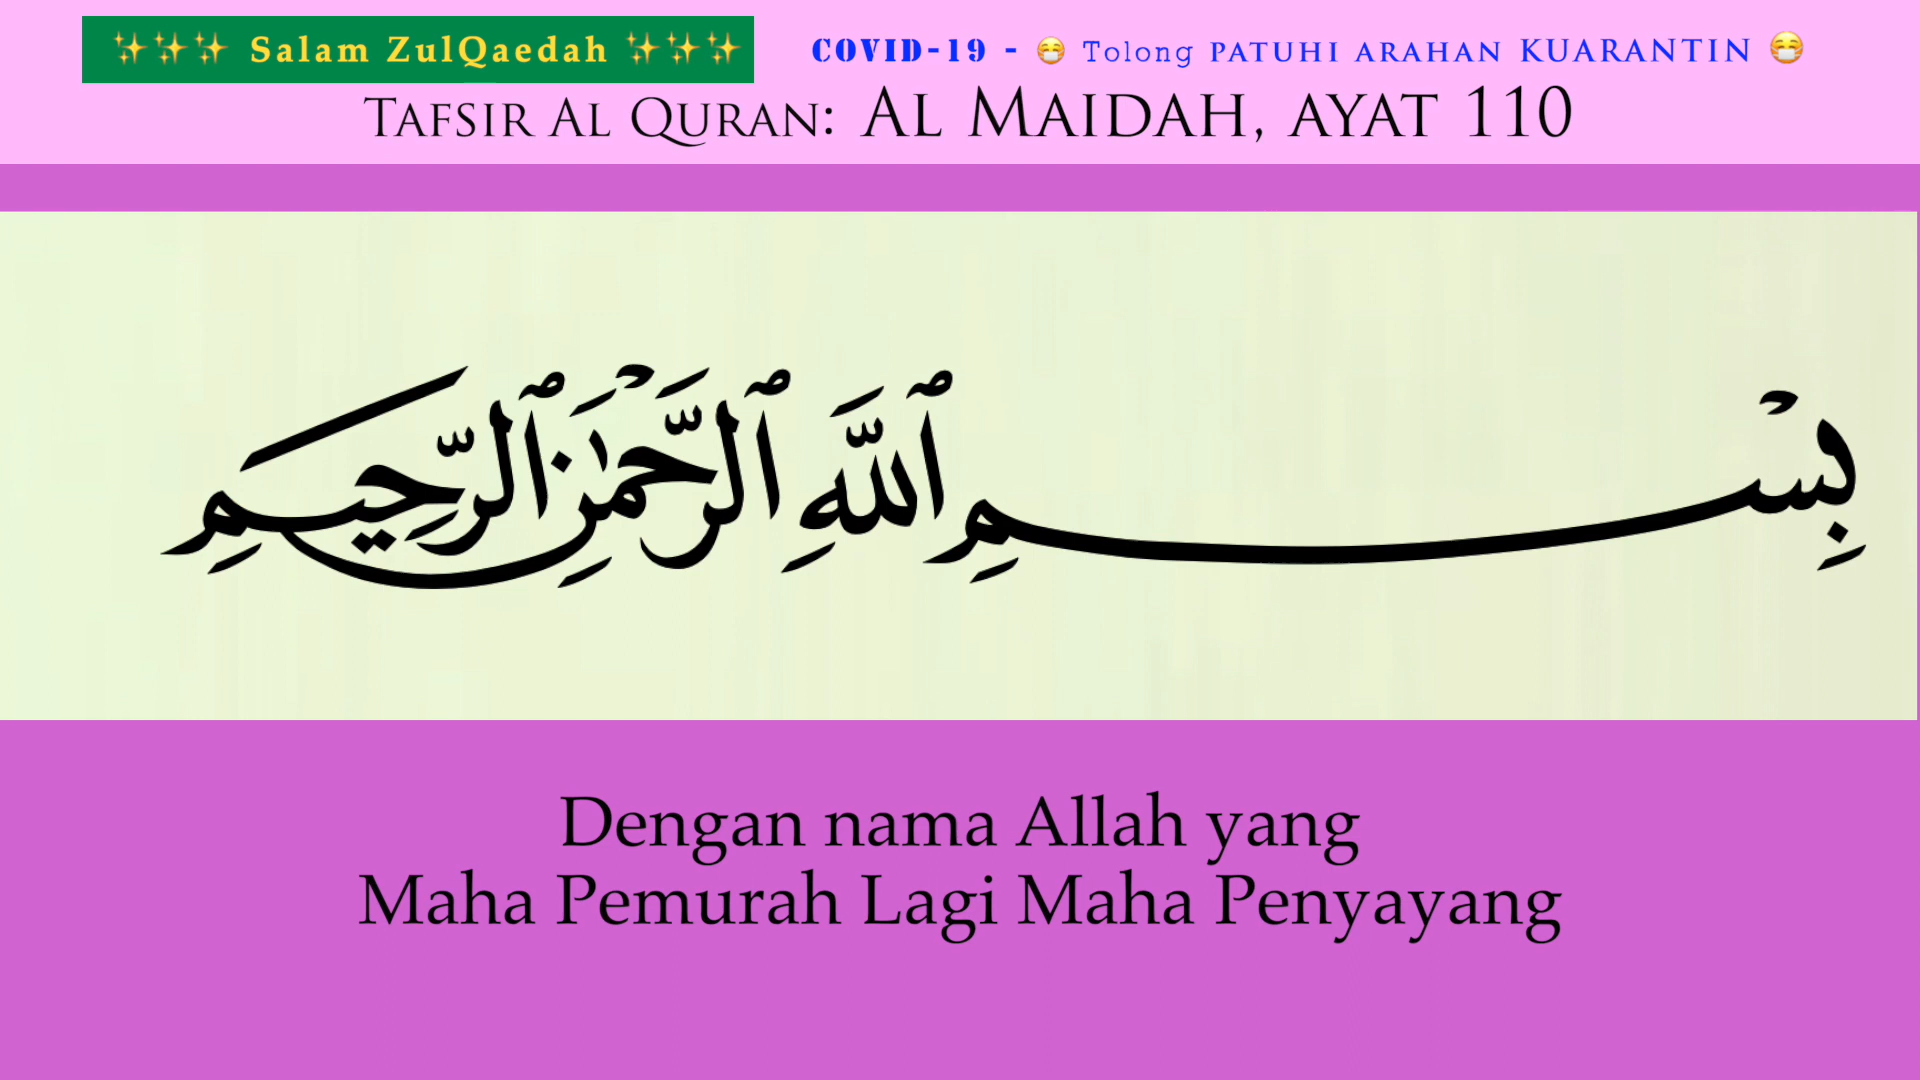 ✨✨✨ Salam ZulQaedah ✨✨✨
COVID-19 - 😷 Tolong PATUHI ARAHAN KUARANTIN 😷
Tafsir Al Quran: Al Maidah, ayat 110
بِسْمِ ٱللَّهِ ٱلرَّحْمَٰنِ ٱلرَّحِيمِ
Dengan nama Allah yang
Maha Pemurah Lagi Maha Penyayang